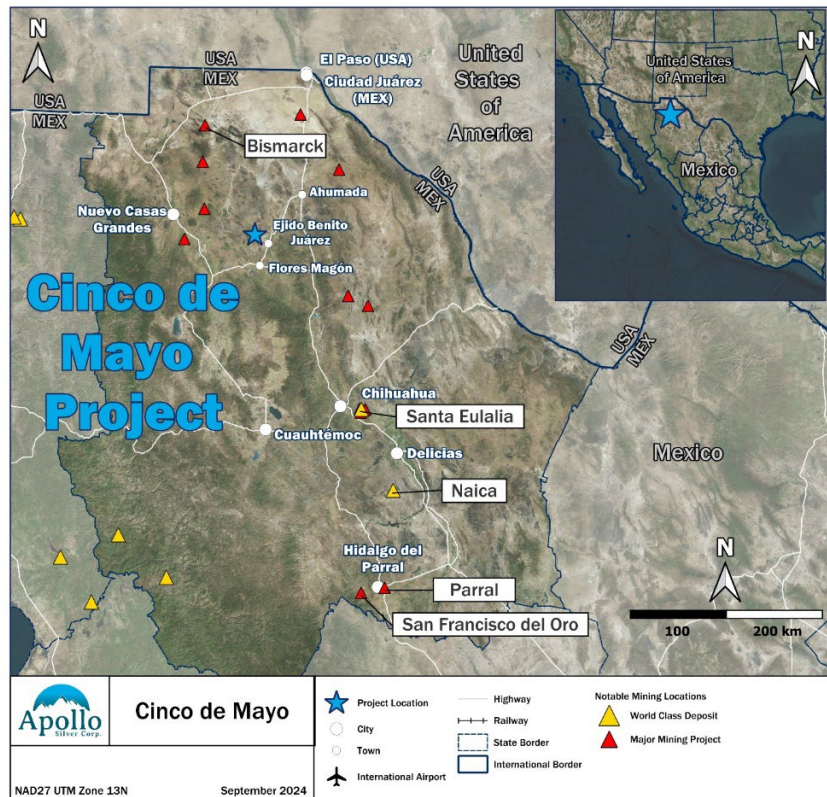 N
USA
MEX
El Paso (USA)
Ciudad Juárez
(MEX)
United
States
of
America
N
United States
of America
Mexico
USA
MEX
Bismarck
USA
MEX
Ahumada
Nuevo Casas
Grandes
Ejido Benito
Juárez
Flores Magón
Cinco de
Mayo
Project
USA
MEX
Chihuahua
Santa Eulalia
Cuauhtémoc
Delicias
Mexico
Naica
Hidalgo del
Parral
N
Parral
San Francisco del Oro
100
200 km
Apollo
Silver Corp.
Cinco de Mayo
NAD27 UTM Zone 13N
September 2024
Project Location
City
Town
International Airport
Highway
Railway
State Border
International Border
Notable Mining Locations
World Class Deposit
Major Mining Project